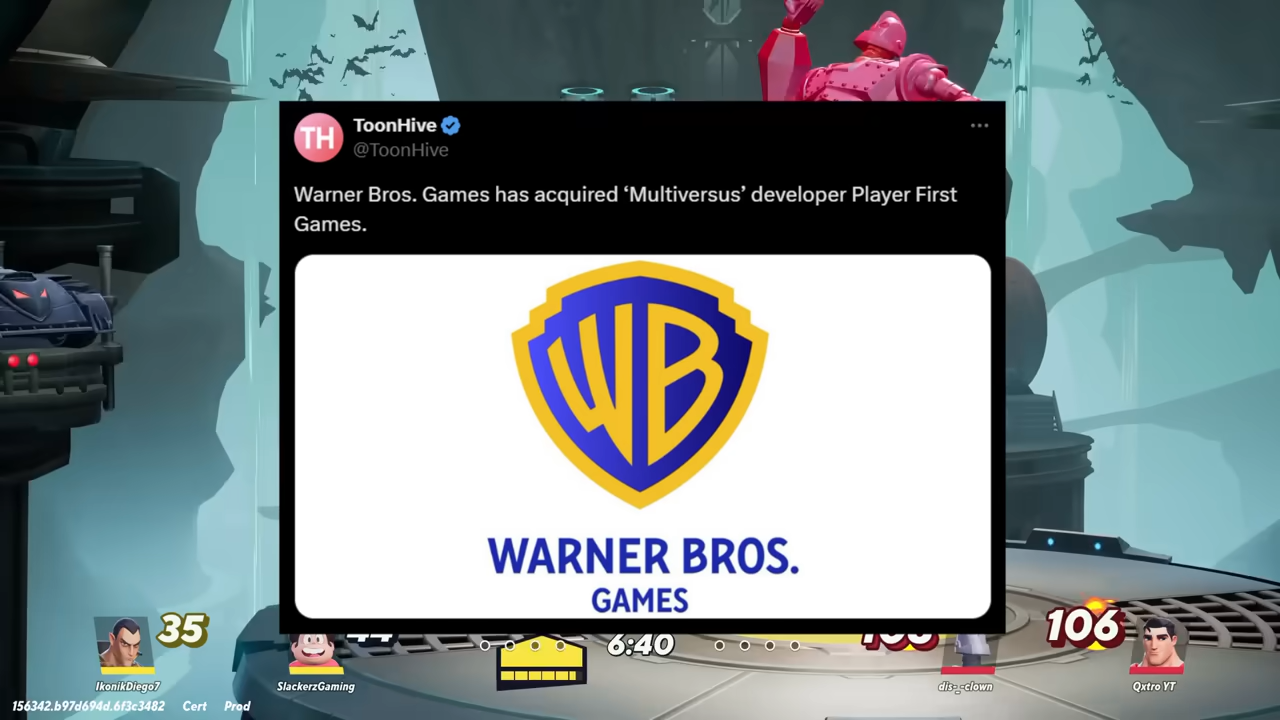 TH
ToonHive
@ToonHive
Warner Bros. Games has acquired ‘Multiversus’ developer Player First
Games.
WB
WARNER BROS.
GAMES
35
6:40
106
IkonikDiego7
SlackerzGaming
dis-_-clown
Qxtro YT
156342.b97d694d.6f3c3482 Cert Prod